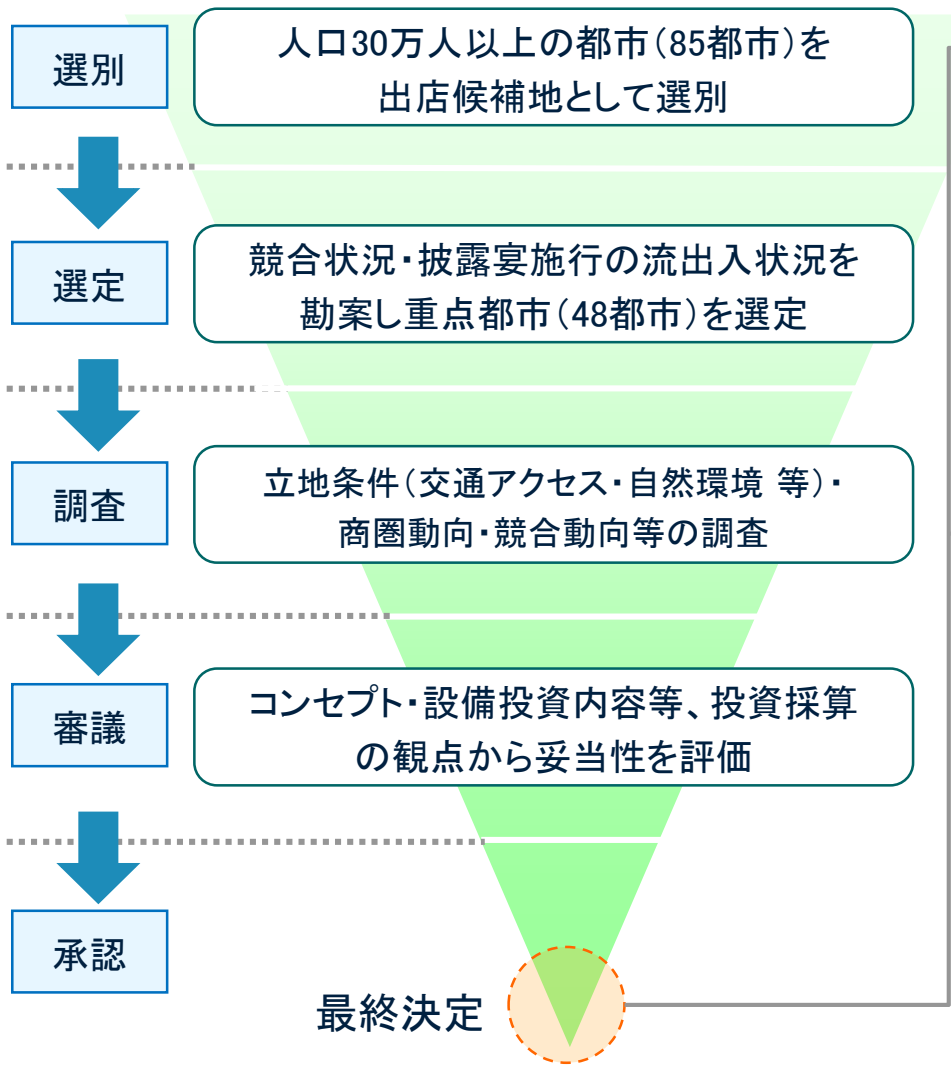 選別
人口30万人以上の都市(85都市)を
出店候補地として選別
選定
競合状況・披露宴施行の流出入状況を
勘案し重点都市(48都市)を選定
調査
立地条件(交通アクセス・自然環境 等)・
商圏動向・競合動向等の調査
審議
コンセプト・設備投資内容等、投資採算
の観点から妥当性を評価
承認
最終決定